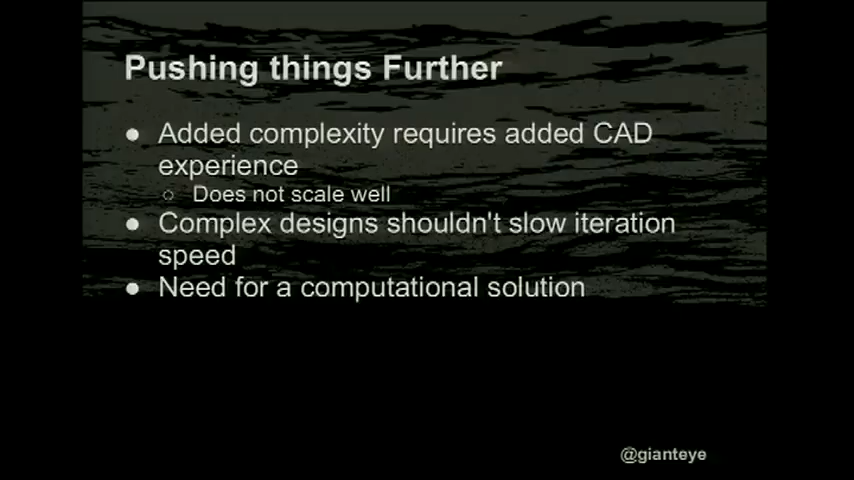 Pushing things Further
● Added complexity requires added CAD
experience
○ Does not scale well
● Complex designs shouldn't slow iteration
speed
● Need for a computational solution
@gianteye